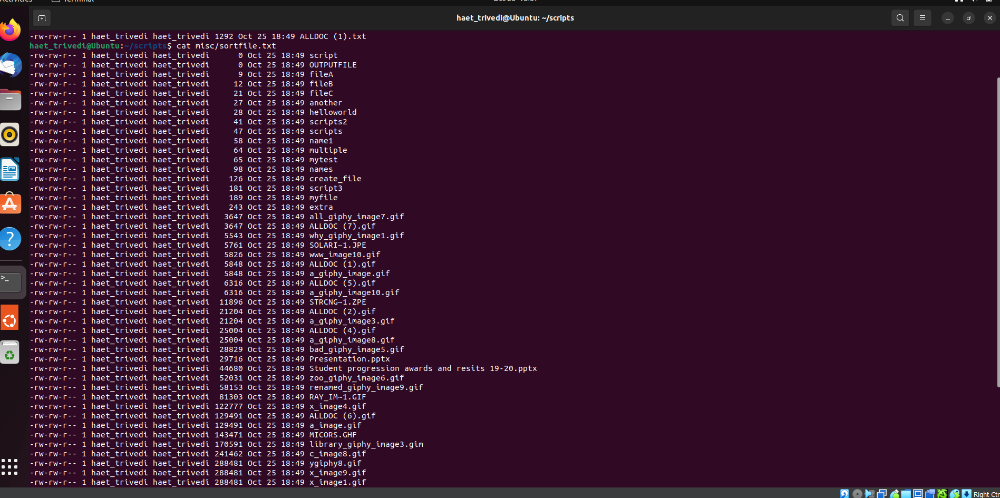 Activities Terminal
haet_trivedi@Ubuntu: ~/scripts
-rw-rw-r-- 1 haet_trivedi haet_trivedi 1292 Oct 25 18:49 ALLDOC (1).txt
haet_trivedi@Ubuntu:~/scripts$ cat misc/sortfile.txt
-rw-rw-r-- 1 haet_trivedi haet_trivedi      0 Oct 25 18:49 script
-rw-rw-r-- 1 haet_trivedi haet_trivedi      0 Oct 25 18:49 OUTPUTFILE
-rw-rw-r-- 1 haet_trivedi haet_trivedi      9 Oct 25 18:49 fileA
-rw-rw-r-- 1 haet_trivedi haet_trivedi     12 Oct 25 18:49 fileB
-rw-rw-r-- 1 haet_trivedi haet_trivedi     21 Oct 25 18:49 fileC
-rw-rw-r-- 1 haet_trivedi haet_trivedi     27 Oct 25 18:49 another
-rw-rw-r-- 1 haet_trivedi haet_trivedi     28 Oct 25 18:49 helloworld
-rw-rw-r-- 1 haet_trivedi haet_trivedi     41 Oct 25 18:49 scripts2
-rw-rw-r-- 1 haet_trivedi haet_trivedi     47 Oct 25 18:49 scripts
-rw-rw-r-- 1 haet_trivedi haet_trivedi     58 Oct 25 18:49 name1
-rw-rw-r-- 1 haet_trivedi haet_trivedi     64 Oct 25 18:49 multiple
-rw-rw-r-- 1 haet_trivedi haet_trivedi     65 Oct 25 18:49 mytest
-rw-rw-r-- 1 haet_trivedi haet_trivedi     98 Oct 25 18:49 names
-rw-rw-r-- 1 haet_trivedi haet_trivedi    126 Oct 25 18:49 create_file
-rw-rw-r-- 1 haet_trivedi haet_trivedi    181 Oct 25 18:49 script3
-rw-rw-r-- 1 haet_trivedi haet_trivedi    189 Oct 25 18:49 myfile
-rw-rw-r-- 1 haet_trivedi haet_trivedi    243 Oct 25 18:49 extra
-rw-rw-r-- 1 haet_trivedi haet_trivedi   3647 Oct 25 18:49 all_giphy_image7.gif
-rw-rw-r-- 1 haet_trivedi haet_trivedi   3647 Oct 25 18:49 ALLDOC (7).gif
-rw-rw-r-- 1 haet_trivedi haet_trivedi   5543 Oct 25 18:49 why_giphy_image1.gif
-rw-rw-r-- 1 haet_trivedi haet_trivedi   5761 Oct 25 18:49 SOLARI~1.JPE
-rw-rw-r-- 1 haet_trivedi haet_trivedi   5826 Oct 25 18:49 www_image10.gif
-rw-rw-r-- 1 haet_trivedi haet_trivedi   5848 Oct 25 18:49 ALLDOC (1).gif
-rw-rw-r-- 1 haet_trivedi haet_trivedi   5848 Oct 25 18:49 a_giphy_image.gif
-rw-rw-r-- 1 haet_trivedi haet_trivedi   6316 Oct 25 18:49 ALLDOC (5).gif
-rw-rw-r-- 1 haet_trivedi haet_trivedi   6316 Oct 25 18:49 a_giphy_image10.gif
-rw-rw-r-- 1 haet_trivedi haet_trivedi  11896 Oct 25 18:49 STRCNG~1.ZPE
-rw-rw-r-- 1 haet_trivedi haet_trivedi  21204 Oct 25 18:49 ALLDOC (2).gif
-rw-rw-r-- 1 haet_trivedi haet_trivedi  21204 Oct 25 18:49 a_giphy_image3.gif
-rw-rw-r-- 1 haet_trivedi haet_trivedi  25004 Oct 25 18:49 ALLDOC (4).gif
-rw-rw-r-- 1 haet_trivedi haet_trivedi  25004 Oct 25 18:49 a_giphy_image8.gif
-rw-rw-r-- 1 haet_trivedi haet_trivedi  28829 Oct 25 18:49 bad_giphy_image5.gif
-rw-rw-r-- 1 haet_trivedi haet_trivedi  29716 Oct 25 18:49 Presentation.pptx
-rw-rw-r-- 1 haet_trivedi haet_trivedi  44680 Oct 25 18:49 Student progression awards and resits 19-20.pptx
-rw-rw-r-- 1 haet_trivedi haet_trivedi  52031 Oct 25 18:49 zoo_giphy_image6.gif
-rw-rw-r-- 1 haet_trivedi haet_trivedi  58153 Oct 25 18:49 renamed_giphy_image9.gif
-rw-rw-r-- 1 haet_trivedi haet_trivedi  81303 Oct 25 18:49 RAY_IM~1.GIF
-rw-rw-r-- 1 haet_trivedi haet_trivedi 122777 Oct 25 18:49 x_image4.gif
-rw-rw-r-- 1 haet_trivedi haet_trivedi 129491 Oct 25 18:49 ALLDOC (6).gif
-rw-rw-r-- 1 haet_trivedi haet_trivedi 129491 Oct 25 18:49 a_image.gif
-rw-rw-r-- 1 haet_trivedi haet_trivedi 143471 Oct 25 18:49 MICORS.GHF
-rw-rw-r-- 1 haet_trivedi haet_trivedi 170591 Oct 25 18:49 library_giphy_image3.gim
-rw-rw-r-- 1 haet_trivedi haet_trivedi 241462 Oct 25 18:49 c_image8.gif
-rw-rw-r-- 1 haet_trivedi haet_trivedi 288481 Oct 25 18:49 ygiphy8.gif
-rw-rw-r-- 1 haet_trivedi haet_trivedi 288481 Oct 25 18:49 x_image9.gif
-rw-rw-r-- 1 haet_trivedi haet_trivedi 288481 Oct 25 18:49 x_image1.gif
Right Ctr